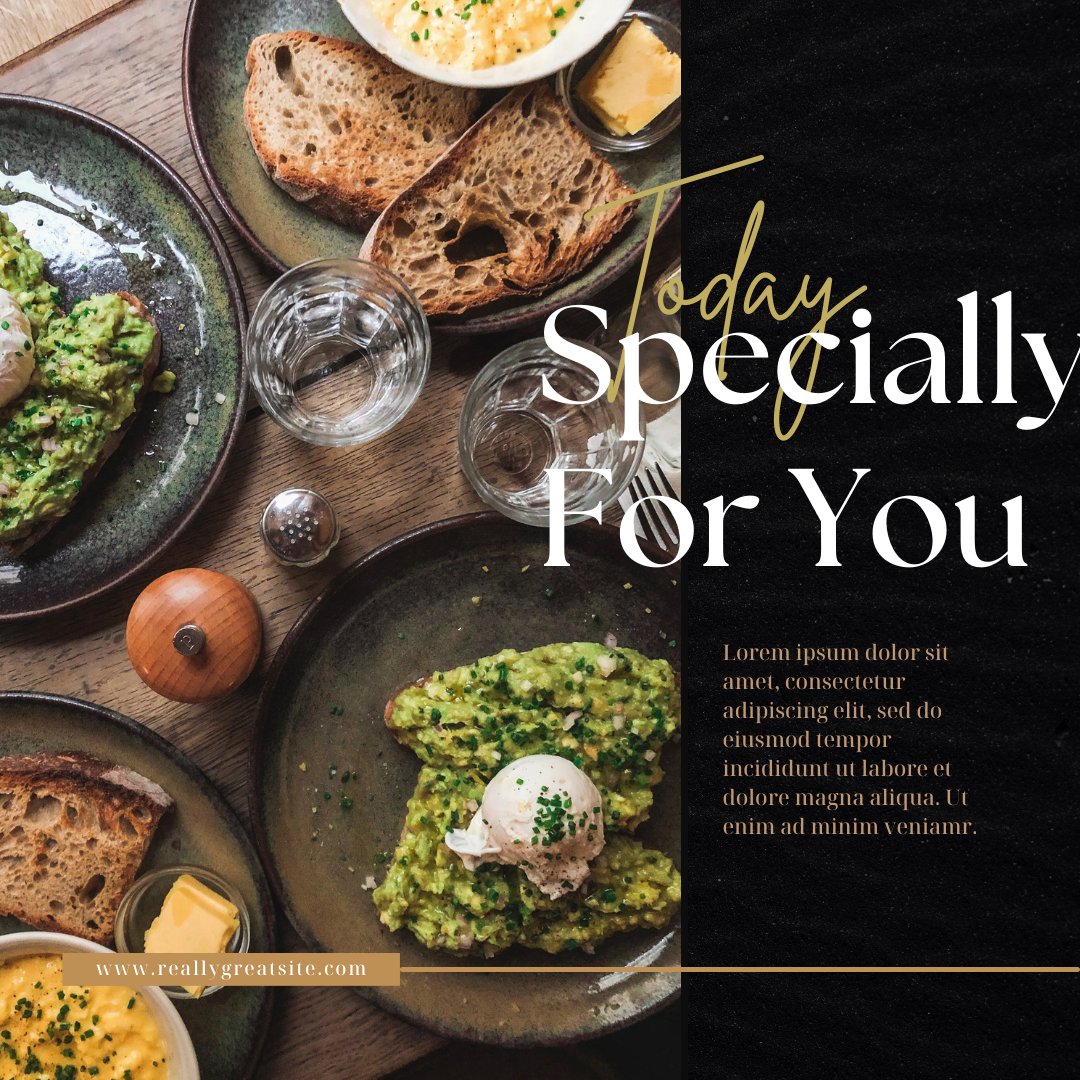 Today
Specially
For You
Lorem ipsum dolor sit
amet, consectetur
adipiscing elit, sed do
eiusmod tempor
incididunt ut labore et
dolore magna aliqua. Ut
enim ad minim veniamr.
www.reallygreatsite.com